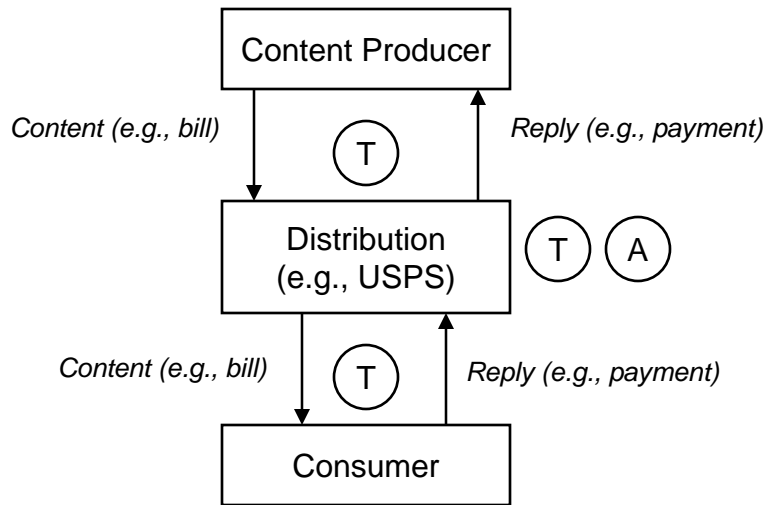 Content Producer
Content (e.g., bill)
Reply (e.g., payment)
T
Distribution
(e.g., USPS)
T
A
Content (e.g., bill)
T
Reply (e.g., payment)
Consumer